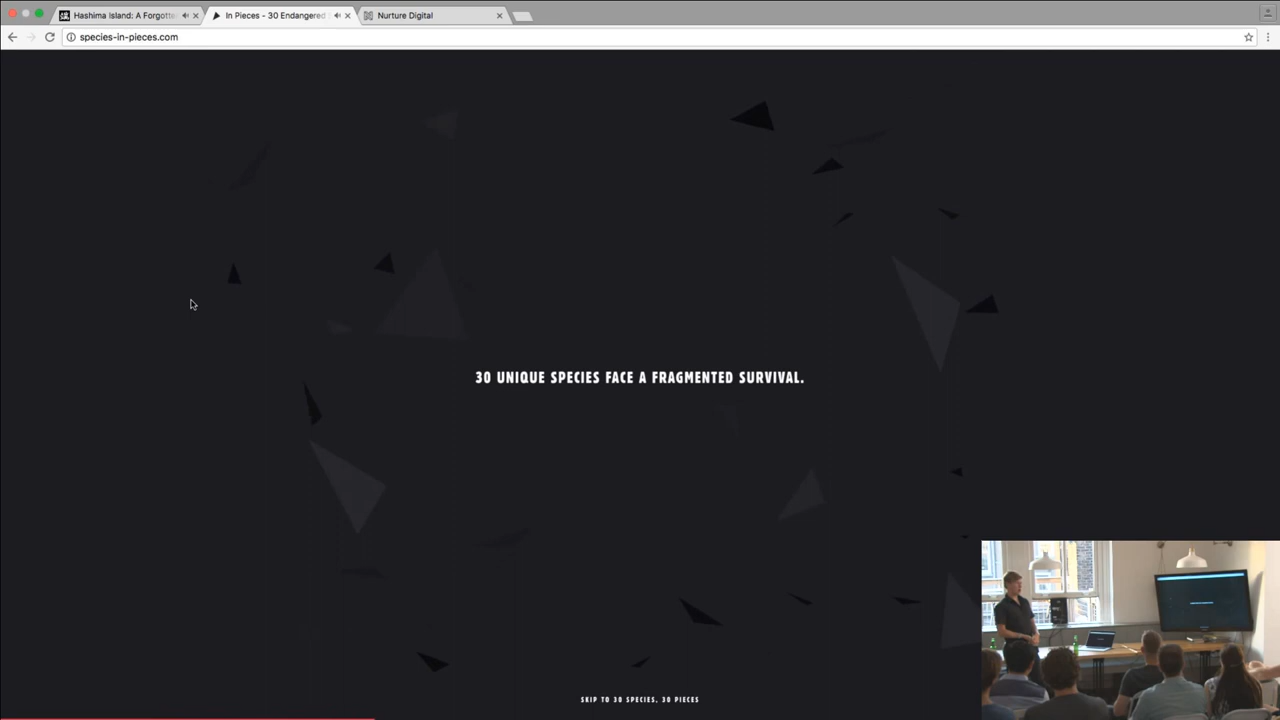 Hashima Island: A Forgotte
In Pieces - 30 Endangered
Nurture Digital
species-in-pieces.com
30 UNIQUE SPECIES FACE A FRAGMENTED SURVIVAL.
SKIP TO 30 SPECIES, 30 PIECES